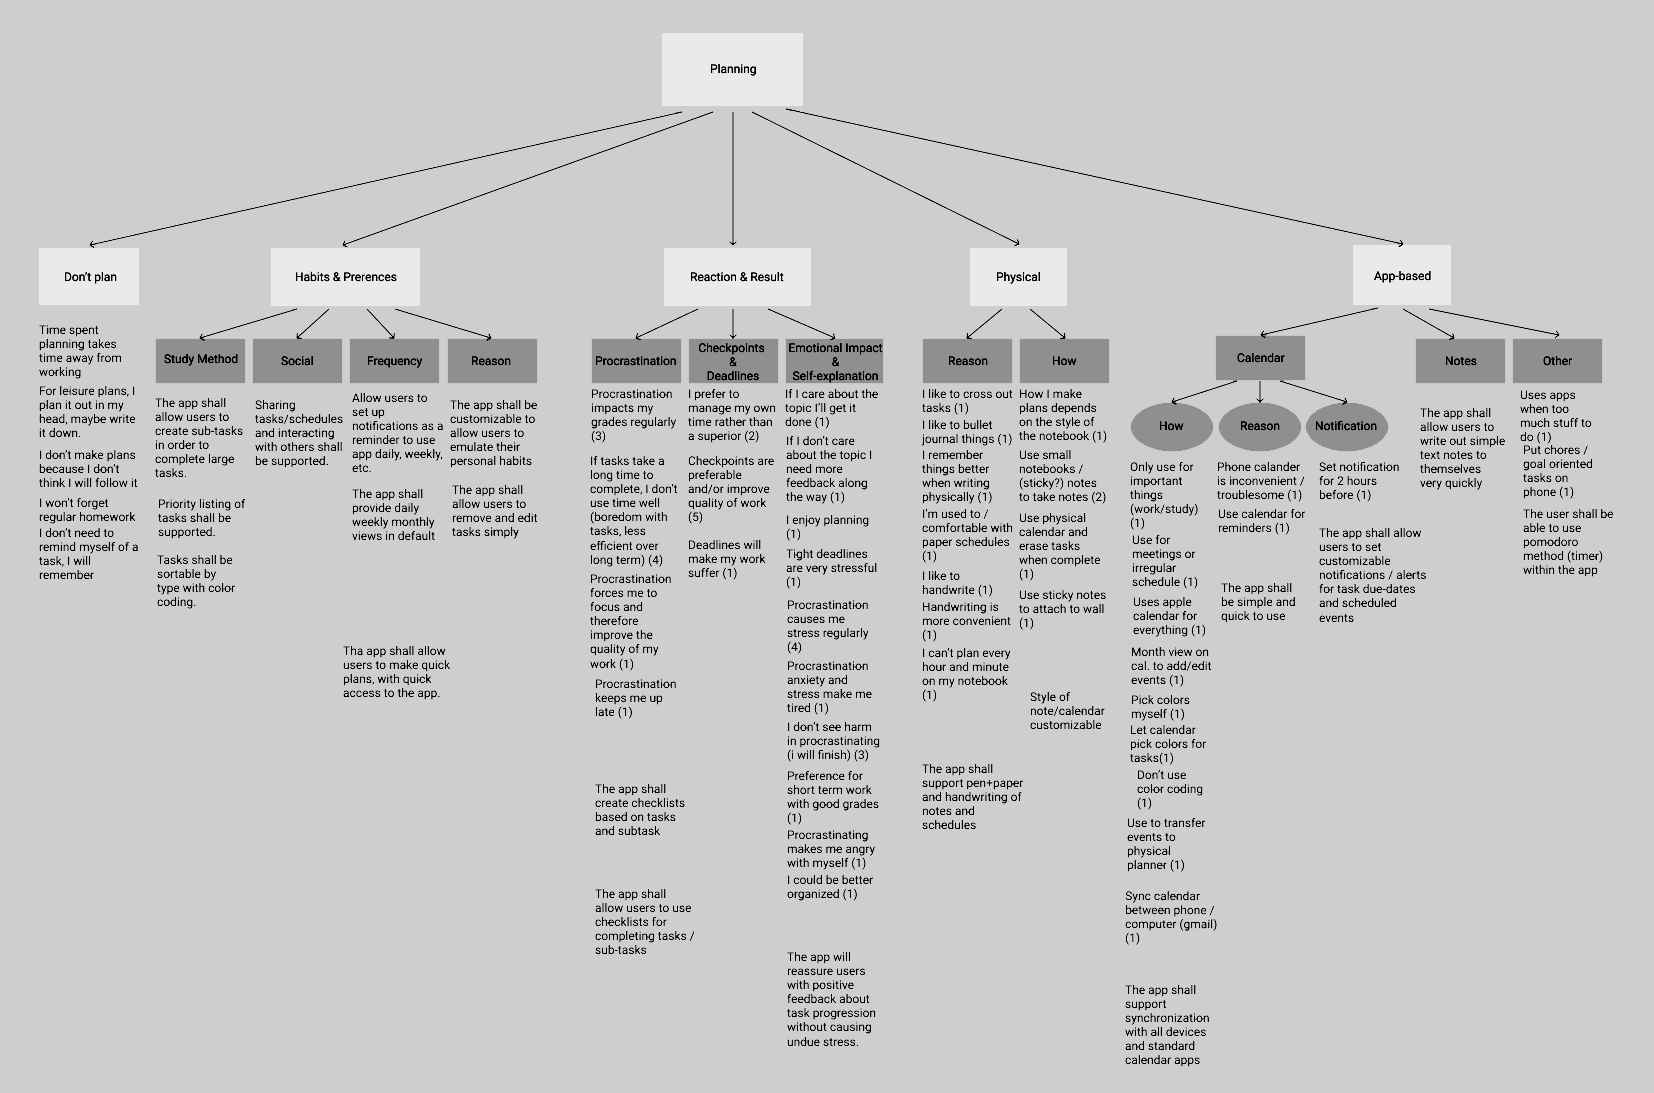 Planning
Don't plan
Time spent
planning takes
time away from
working
For leisure plans, I
plan it out in my
head, maybe write
it down.
I don't make plans
because I don't
think I will follow it
I won't forget
regular homework
I don't need to
remind myself of a
task, I will
remember
Habits & Prerences
Study Method
The app shall
allow users to
create sub-tasks
in order to
complete large
tasks.
Priority listing of
tasks shall be
supported.
Tasks shall be
sortable by
type with color
coding.
Social
Sharing
tasks/schedules
and interacting
with others shall
be supported.
Frequency
Allow users to
set up
notifications as a
reminder to use
app daily, weekly,
etc.
The app shall
provide daily
weekly monthly
views in default
Tha app shall allow
users to make quick
plans, with quick
access to the app.
Reason
The app shall be
customizable to
allow users to
emulate their
personal habits
The app shall
allow users to
remove and edit
tasks simply
Reaction & Result
Procrastination
Procrastination
impacts my
grades regularly
(3)
If tasks take a
long time to
complete, I don't
use time well
(boredom with
tasks, less
efficient over
long term) (4)
Procrastination
forces me to
focus and
therefore
improve the
quality of my
work (1)
Procrastination
keeps me up
late (1)
The app shall
create checklists
based on tasks
and subtask
The app shall
allow users to use
checklists for
completing tasks /
sub-tasks
Checkpoints
&
Deadlines
I prefer to
manage my own
time rather than
a superior (2)
Checkpoints are
preferable
and/or improve
quality of work
(5)
Deadlines will
make my work
suffer (1)
Emotional Impact
&
Self-explanation
If I care about the
topic I'll get it
done (1)
If I don't care
about the topic I
need more
feedback along
the way (1)
I enjoy planning
(1)
Tight deadlines
are very stressful
(1)
Procrastination
causes me
stress regularly
(4)
Procrastination
anxiety and
stress make me
tired (1)
I don't see harm
in procrastinating
(i will finish) (3)
Preference for
short term work
with good grades
(1)
Procrastinating
makes me angry
with myself (1)
I could be better
organized (1)
The app will
reassure users
with positive
feedback about
task progression
without causing
undue stress.
Physical
Reason
I like to cross out
tasks (1)
I like to bullet
journal things (1)
I remember
things better
when writing
physically (1)
I'm used to /
comfortable with
paper schedules
(1)
I like to
handwrite (1)
Handwriting is
more convenient
(1)
I can't plan every
hour and minute
on my notebook
(1)
The app shall
support pen+paper
and handwriting of
notes and
schedules
How
How I make
plans depends
on the style of
the notebook (1)
Use small
notebooks /
(sticky?) notes
to take notes (2)
Use physical
calendar and
erase tasks
when complete
(1)
Use sticky notes
to attach to wall
(1)
Style of
note/calendar
customizable
App-based
Calendar
How
Only use for
important
things
(work/study)
(1)
Use for
meetings or
irregular
schedule (1)
Uses apple
calendar for
everything (1)
Month view on
cal. to add/edit
events (1)
Pick colors
myself (1)
Let calendar
pick colors for
tasks(1)
Don't use
color coding
(1)
Use to transfer
events to
physical
planner (1)
Sync calendar
between phone /
computer (gmail)
(1)
The app shall
support
synchronization
with all devices
and standard
calendar apps
Reason
Phone calander
is inconvenient /
troublesome (1)
Use calendar for
reminders (1)
The app shall
be simple and
quick to use
Notification
Set notification
for 2 hours
before (1)
The app shall allow
users to set
customizable
notifications / alerts
for task due-dates
and scheduled
events
Notes
The app shall
allow users to
write out simple
text notes to
themselves
very quickly
Other
Uses apps
when too
much stuff to
do (1)
Put chores /
goal oriented
tasks on
phone (1)
The user shall be
able to use
pomodoro
method (timer)
within the app